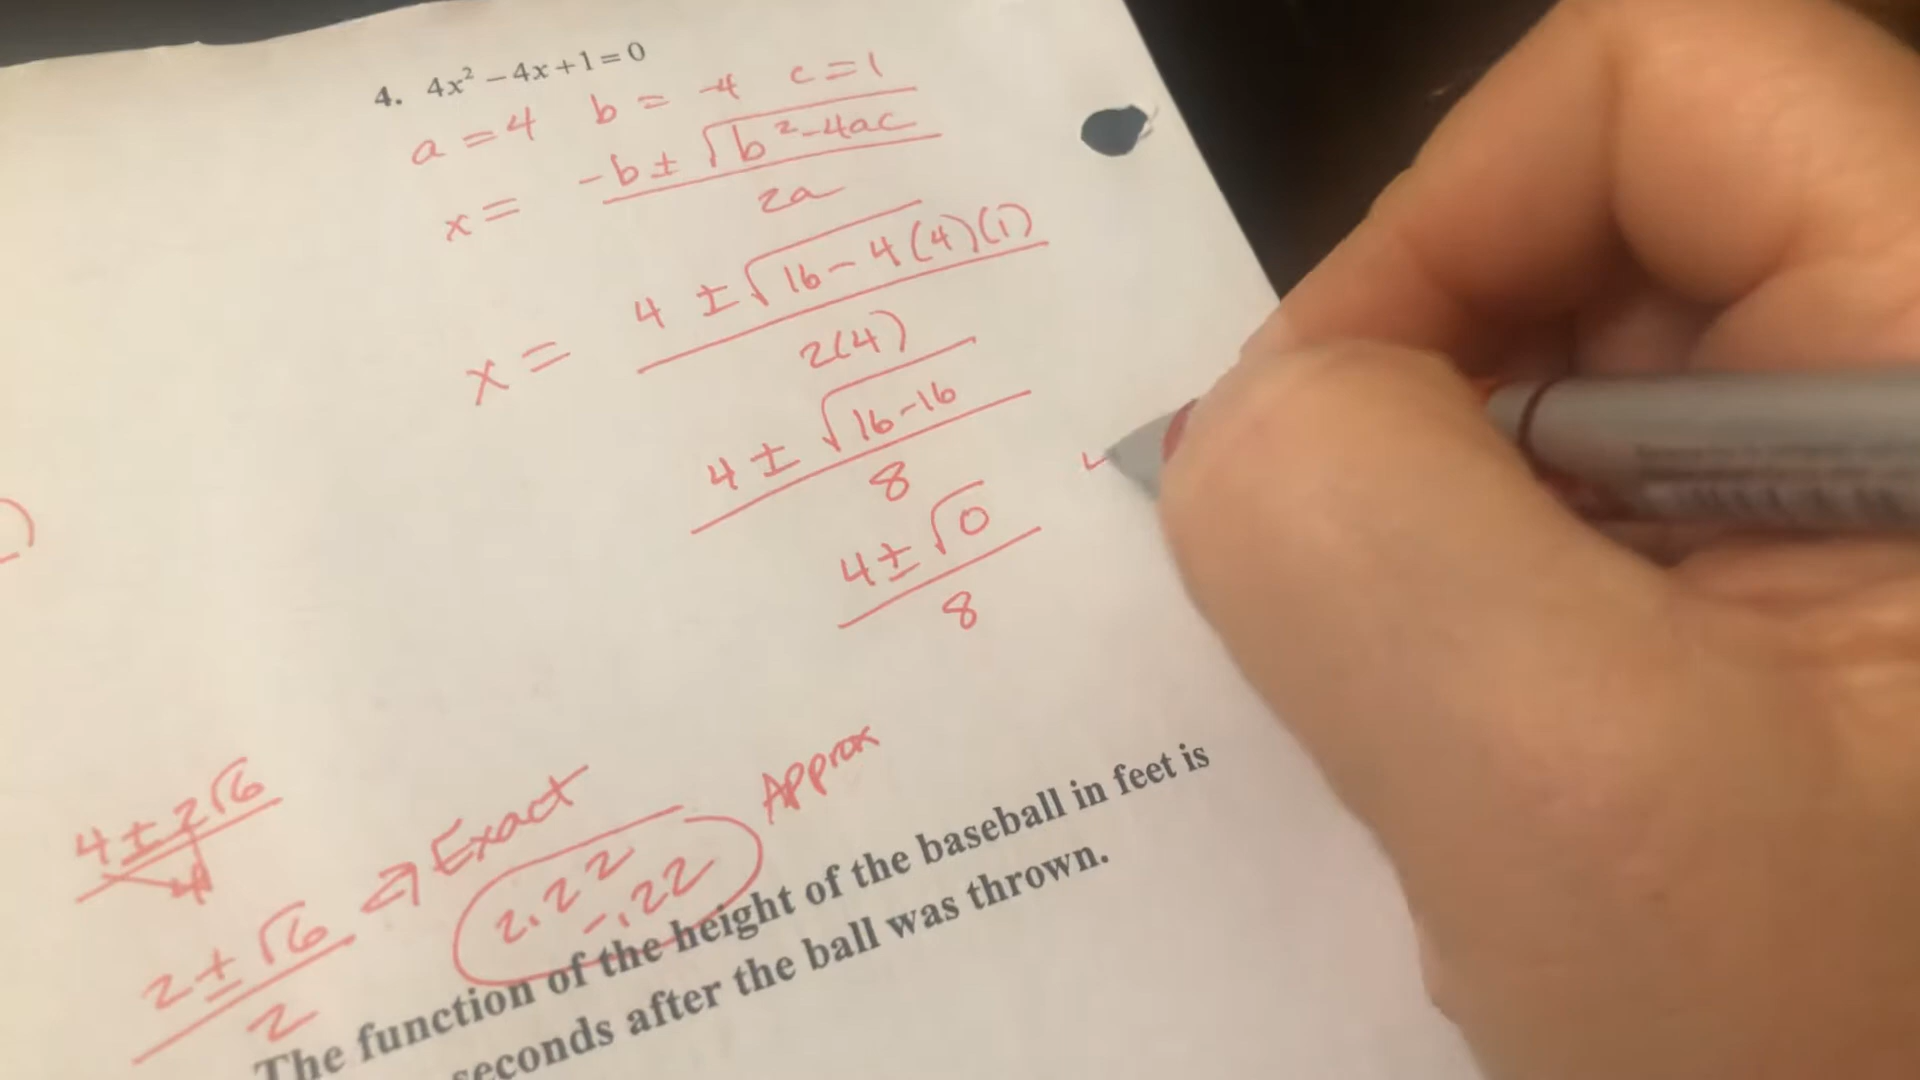 4. 4x² − 4x + 1 = 0
a = 4 b = -4 c = 1
x = -b ± √b²-4ac / 2a
x = 4 ± √16 - 4(4)(1) / 2(4)
4 ± √16-16 / 8
4 ± √0 / 8
4 ± 2√6 / 4
2 ± √6 / 2 → Exact
2.22 Approx
-.22
The function of the height of the baseball in feet is
seconds after the ball was thrown.